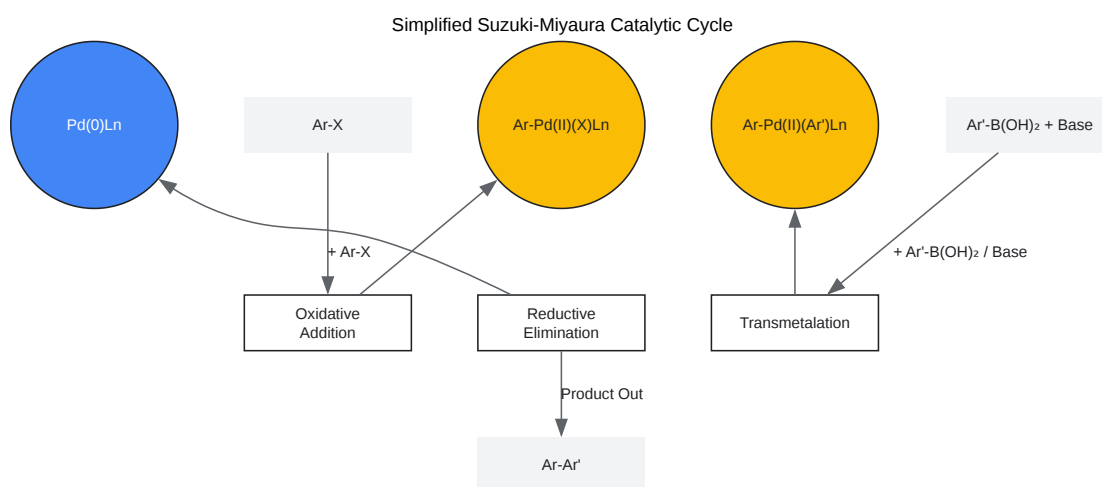 Simplified Suzuki-Miyaura Catalytic Cycle
Pd(0)Ln
Ar-X
Ar-Pd(II)(X)Ln
Ar-Pd(II)(Ar')Ln
Ar'-B(OH)₂ + Base
+ Ar-X
+ Ar'-B(OH)₂ / Base
Oxidative
Addition
Reductive
Elimination
Transmetalation
Product Out
Ar-Ar'